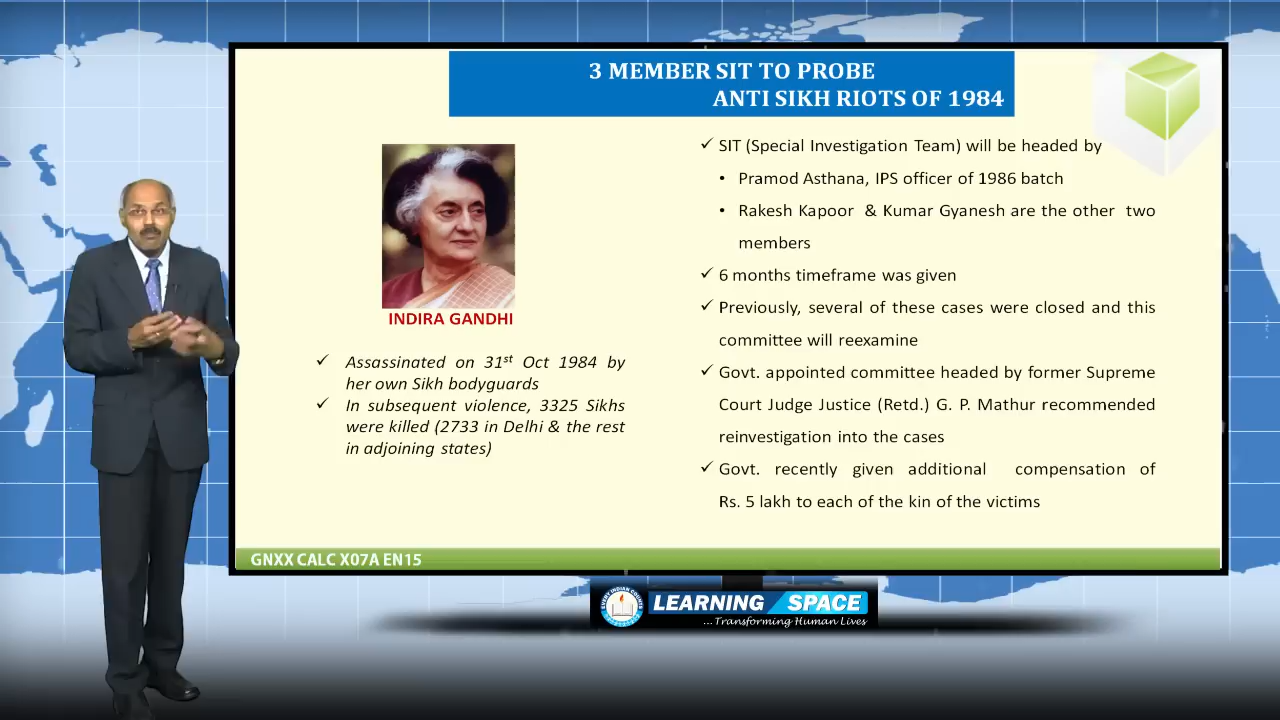 3 MEMBER SIT TO PROBE
ANTI SIKH RIOTS OF 1984
INDIRA GANDHI
✓ Assassinated on 31st Oct 1984 by
her own Sikh bodyguards
✓ In subsequent violence, 3325 Sikhs
were killed (2733 in Delhi & the rest
in adjoining states)
✓ SIT (Special Investigation Team) will be headed by
• Pramod Asthana, IPS officer of 1986 batch
• Rakesh Kapoor & Kumar Gyanesh are the other two
members
✓ 6 months timeframe was given
✓ Previously, several of these cases were closed and this
committee will reexamine
✓ Govt. appointed committee headed by former Supreme
Court Judge Justice (Retd.) G. P. Mathur recommended
reinvestigation into the cases
✓ Govt. recently given additional compensation of
Rs. 5 lakh to each of the kin of the victims
GNXX CALC X07A EN15
LEARNING SPACE
...Transforming Human Lives